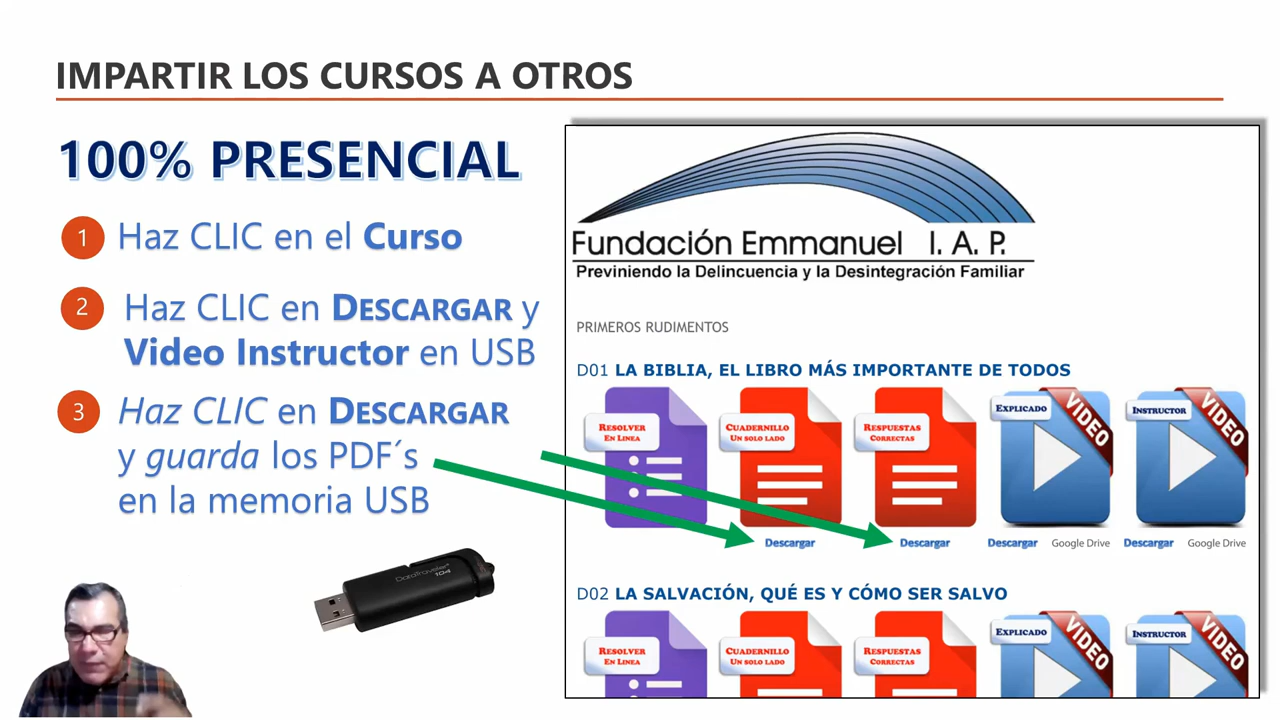 IMPARTIR LOS CURSOS A OTROS
100% PRESENCIAL
1 Haz CLIC en el Curso
2 Haz CLIC en DESCARGAR y
Video Instructor en USB
3 Haz CLIC en DESCARGAR
y guarda los PDF´s
en la memoria USB
DataTraveler
104
Fundación Emmanuel I. A. P.
Previniendo la Delincuencia y la Desintegración Familiar
PRIMEROS RUDIMENTOS
D01 LA BIBLIA, EL LIBRO MÁS IMPORTANTE DE TODOS
RESOLVER
EN LINEA
CUADERNILLO
UN SOLO LADO
RESPUESTAS
CORRECTAS
EXPLICADO
VIDEO
INSTRUCTOR
VIDEO
Descargar
Descargar
Descargar Google Drive
Descargar Google Drive
D02 LA SALVACIÓN, QUÉ ES Y CÓMO SER SALVO
RESOLVER
EN LINEA
CUADERNILLO
UN SOLO LADO
RESPUESTAS
CORRECTAS
EXPLICADO
VIDEO
INSTRUCTOR
VIDEO